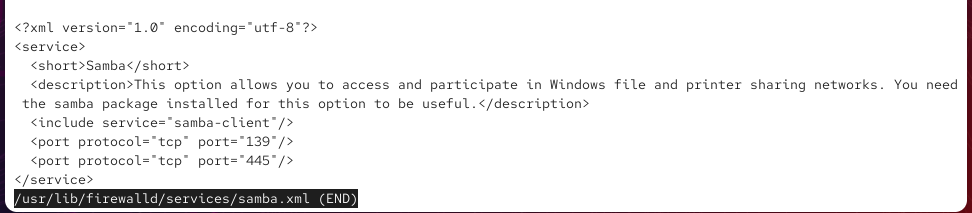 <?xml version="1.0" encoding="utf-8"?>
<service>
  <short>Samba</short>
  <description>This option allows you to access and participate in Windows file and printer sharing networks. You need
 the samba package installed for this option to be useful.</description>
  <include service="samba-client"/>
  <port protocol="tcp" port="139"/>
  <port protocol="tcp" port="445"/>
</service>
/usr/lib/firewalld/services/samba.xml (END)